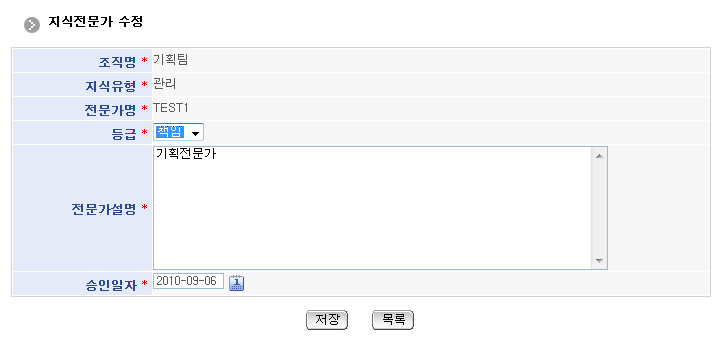 지식전문가 수정
조직명 * 기획팀
지식유형 * 관리
전문가명 * TEST1
등급 * 책임
전문가설명 * 기획전문가
승인일자 * 2010-09-06 1
저장 목록